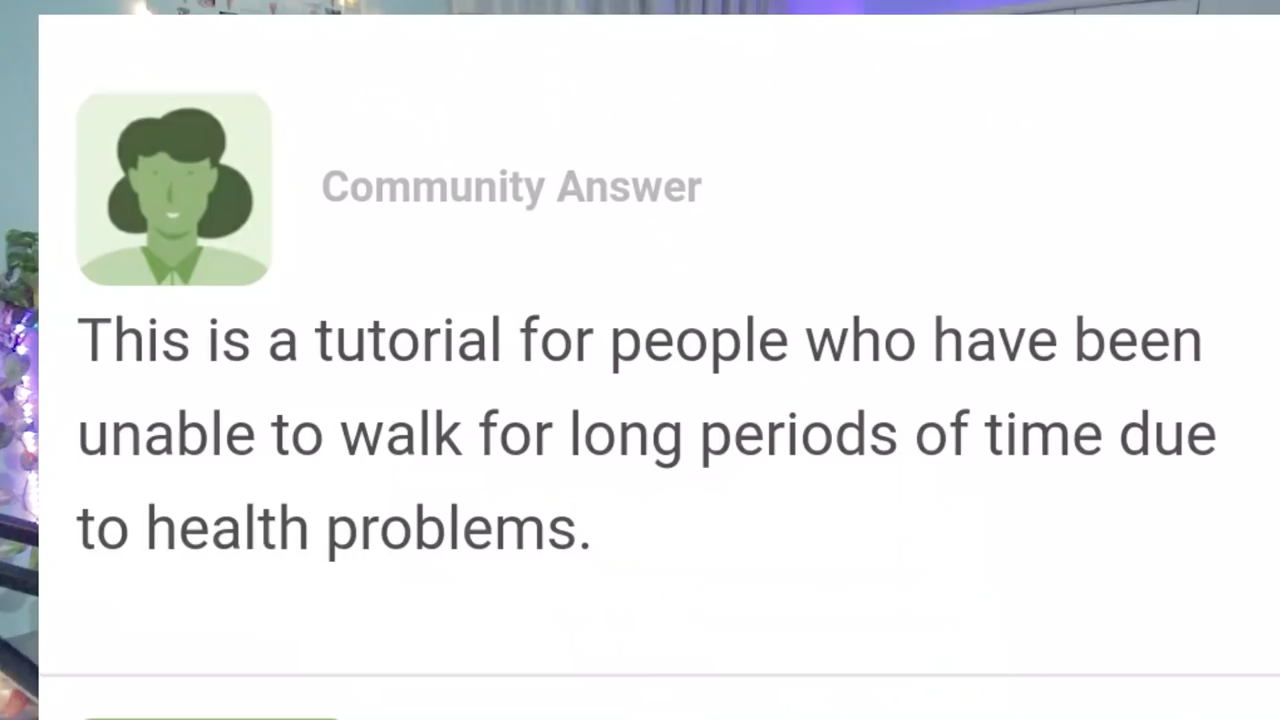 Community Answer
This is a tutorial for people who have been
unable to walk for long periods of time due
to health problems.